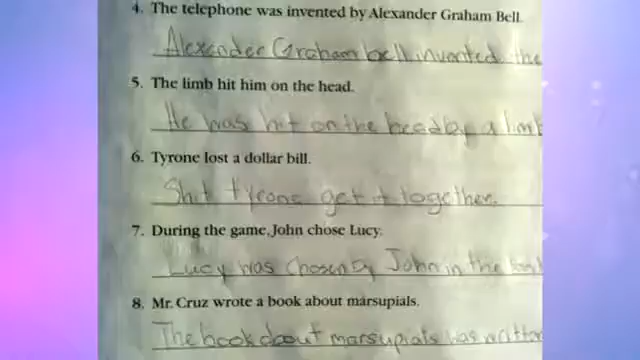 4. The telephone was invented by Alexander Graham Bell.
Alexander Graham bell invented the
5. The limb hit him on the head.
He was hit on the head by a limb
6. Tyrone lost a dollar bill.
Shit tyrone get it together.
7. During the game, John chose Lucy.
Lucy was Chosen by John in the
8. Mr. Cruz wrote a book about marsupials.
The book about marsupials was written